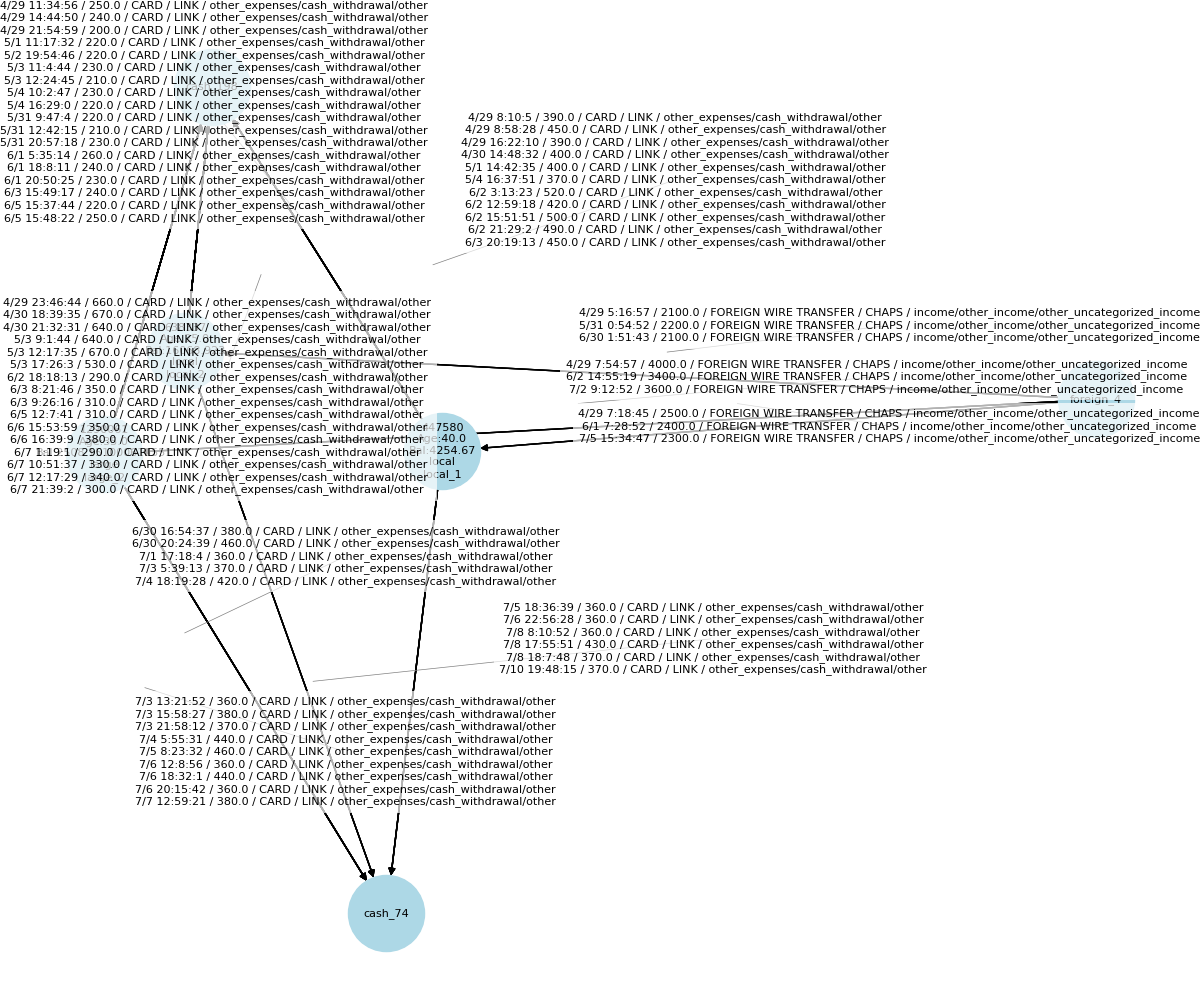 4/29 11:34:56 / 250.0 / CARD / LINK / other_expenses/cash_withdrawal/other
4/29 14:44:50 / 240.0 / CARD / LINK / other_expenses/cash_withdrawal/other
4/29 21:54:59 / 200.0 / CARD / LINK / other_expenses/cash_withdrawal/other
5/1 11:17:32 / 220.0 / CARD / LINK / other_expenses/cash_withdrawal/other
5/2 19:54:46 / 220.0 / CARD / LINK / other_expenses/cash_withdrawal/other
5/3 11:4:44 / 230.0 / CARD / LINK / other_expenses/cash_withdrawal/other
5/3 12:24:45 / 210.0 / CARD / LINK / other_expenses/cash_withdrawal/other
5/4 10:2:47 / 230.0 / CARD / LINK / other_expenses/cash_withdrawal/other
5/4 16:29:0 / 220.0 / CARD / LINK / other_expenses/cash_withdrawal/other
5/31 9:47:4 / 220.0 / CARD / LINK / other_expenses/cash_withdrawal/other
5/31 12:42:15 / 210.0 / CARD / LINK / other_expenses/cash_withdrawal/other
5/31 20:57:18 / 230.0 / CARD / LINK / other_expenses/cash_withdrawal/other
6/1 5:35:14 / 260.0 / CARD / LINK / other_expenses/cash_withdrawal/other
6/1 18:8:11 / 240.0 / CARD / LINK / other_expenses/cash_withdrawal/other
6/1 20:50:25 / 230.0 / CARD / LINK / other_expenses/cash_withdrawal/other
6/3 15:49:17 / 240.0 / CARD / LINK / other_expenses/cash_withdrawal/other
6/5 15:37:44 / 220.0 / CARD / LINK / other_expenses/cash_withdrawal/other
6/5 15:48:22 / 250.0 / CARD / LINK / other_expenses/cash_withdrawal/other
4/29 8:10:5 / 390.0 / CARD / LINK / other_expenses/cash_withdrawal/other
4/29 8:58:28 / 450.0 / CARD / LINK / other_expenses/cash_withdrawal/other
4/29 16:22:10 / 390.0 / CARD / LINK / other_expenses/cash_withdrawal/other
4/30 14:48:32 / 400.0 / CARD / LINK / other_expenses/cash_withdrawal/other
5/1 14:42:35 / 400.0 / CARD / LINK / other_expenses/cash_withdrawal/other
5/4 16:37:51 / 370.0 / CARD / LINK / other_expenses/cash_withdrawal/other
6/2 3:13:23 / 520.0 / CARD / LINK / other_expenses/cash_withdrawal/other
6/2 12:59:18 / 420.0 / CARD / LINK / other_expenses/cash_withdrawal/other
6/2 15:51:51 / 500.0 / CARD / LINK / other_expenses/cash_withdrawal/other
6/2 21:29:2 / 490.0 / CARD / LINK / other_expenses/cash_withdrawal/other
6/3 20:19:13 / 450.0 / CARD / LINK / other_expenses/cash_withdrawal/other
4/29 23:46:44 / 660.0 / CARD / LINK / other_expenses/cash_withdrawal/other
4/30 18:39:35 / 670.0 / CARD / LINK / other_expenses/cash_withdrawal/other
4/30 21:32:31 / 640.0 / CARD / LINK / other_expenses/cash_withdrawal/other
5/3 9:1:44 / 640.0 / CARD / LINK / other_expenses/cash_withdrawal/other
5/3 12:17:35 / 670.0 / CARD / LINK / other_expenses/cash_withdrawal/other
5/3 17:26:3 / 530.0 / CARD / LINK / other_expenses/cash_withdrawal/other
6/2 18:18:13 / 290.0 / CARD / LINK / other_expenses/cash_withdrawal/other
6/3 8:21:46 / 350.0 / CARD / LINK / other_expenses/cash_withdrawal/other
6/3 9:26:16 / 310.0 / CARD / LINK / other_expenses/cash_withdrawal/other
6/5 12:7:41 / 310.0 / CARD / LINK / other_expenses/cash_withdrawal/other
6/6 15:53:59 / 350.0 / CARD / LINK / other_expenses/cash_withdrawal/other
6/6 16:39:9 / 380.0 / CARD / LINK / other_expenses/cash_withdrawal/other
6/7 1:19:1 / 290.0 / CARD / LINK / other_expenses/cash_withdrawal/other
6/7 10:51:37 / 330.0 / CARD / LINK / other_expenses/cash_withdrawal/other
6/7 12:17:29 / 340.0 / CARD / LINK / other_expenses/cash_withdrawal/other
6/7 21:39:2 / 300.0 / CARD / LINK / other_expenses/cash_withdrawal/other
4/29 5:16:57 / 2100.0 / FOREIGN WIRE TRANSFER / CHAPS / income/other_income/other_uncategorized_income
5/31 0:54:52 / 2200.0 / FOREIGN WIRE TRANSFER / CHAPS / income/other_income/other_uncategorized_income
6/30 1:51:43 / 2100.0 / FOREIGN WIRE TRANSFER / CHAPS / income/other_income/other_uncategorized_income
4/29 7:54:57 / 4000.0 / FOREIGN WIRE TRANSFER / CHAPS / income/other_income/other_uncategorized_income
6/2 14:55:19 / 3400.0 / FOREIGN WIRE TRANSFER / CHAPS / income/other_income/other_uncategorized_income
7/2 9:12:52 / 3600.0 / FOREIGN WIRE TRANSFER / CHAPS / income/other_income/other_uncategorized_income
foreign_4
4/29 7:18:45 / 2500.0 / FOREIGN WIRE TRANSFER / CHAPS / income/other_income/other_uncategorized_income
6/1 7:28:52 / 2400.0 / FOREIGN WIRE TRANSFER / CHAPS / income/other_income/other_uncategorized_income
7/5 15:34:47 / 2300.0 / FOREIGN WIRE TRANSFER / CHAPS / income/other_income/other_uncategorized_income
local
local_1
6/30 16:54:37 / 380.0 / CARD / LINK / other_expenses/cash_withdrawal/other
6/30 20:24:39 / 460.0 / CARD / LINK / other_expenses/cash_withdrawal/other
7/1 17:18:4 / 360.0 / CARD / LINK / other_expenses/cash_withdrawal/other
7/3 5:39:13 / 370.0 / CARD / LINK / other_expenses/cash_withdrawal/other
7/4 18:19:28 / 420.0 / CARD / LINK / other_expenses/cash_withdrawal/other
7/5 18:36:39 / 360.0 / CARD / LINK / other_expenses/cash_withdrawal/other
7/6 22:56:28 / 360.0 / CARD / LINK / other_expenses/cash_withdrawal/other
7/8 8:10:52 / 360.0 / CARD / LINK / other_expenses/cash_withdrawal/other
7/8 17:55:51 / 430.0 / CARD / LINK / other_expenses/cash_withdrawal/other
7/8 18:7:48 / 370.0 / CARD / LINK / other_expenses/cash_withdrawal/other
7/10 19:48:15 / 370.0 / CARD / LINK / other_expenses/cash_withdrawal/other
7/3 13:21:52 / 360.0 / CARD / LINK / other_expenses/cash_withdrawal/other
7/3 15:58:27 / 380.0 / CARD / LINK / other_expenses/cash_withdrawal/other
7/3 21:58:12 / 370.0 / CARD / LINK / other_expenses/cash_withdrawal/other
7/4 5:55:31 / 440.0 / CARD / LINK / other_expenses/cash_withdrawal/other
7/5 8:23:32 / 460.0 / CARD / LINK / other_expenses/cash_withdrawal/other
7/6 12:8:56 / 360.0 / CARD / LINK / other_expenses/cash_withdrawal/other
7/6 18:32:1 / 440.0 / CARD / LINK / other_expenses/cash_withdrawal/other
7/6 20:15:42 / 360.0 / CARD / LINK / other_expenses/cash_withdrawal/other
7/7 12:59:21 / 380.0 / CARD / LINK / other_expenses/cash_withdrawal/other
cash_74